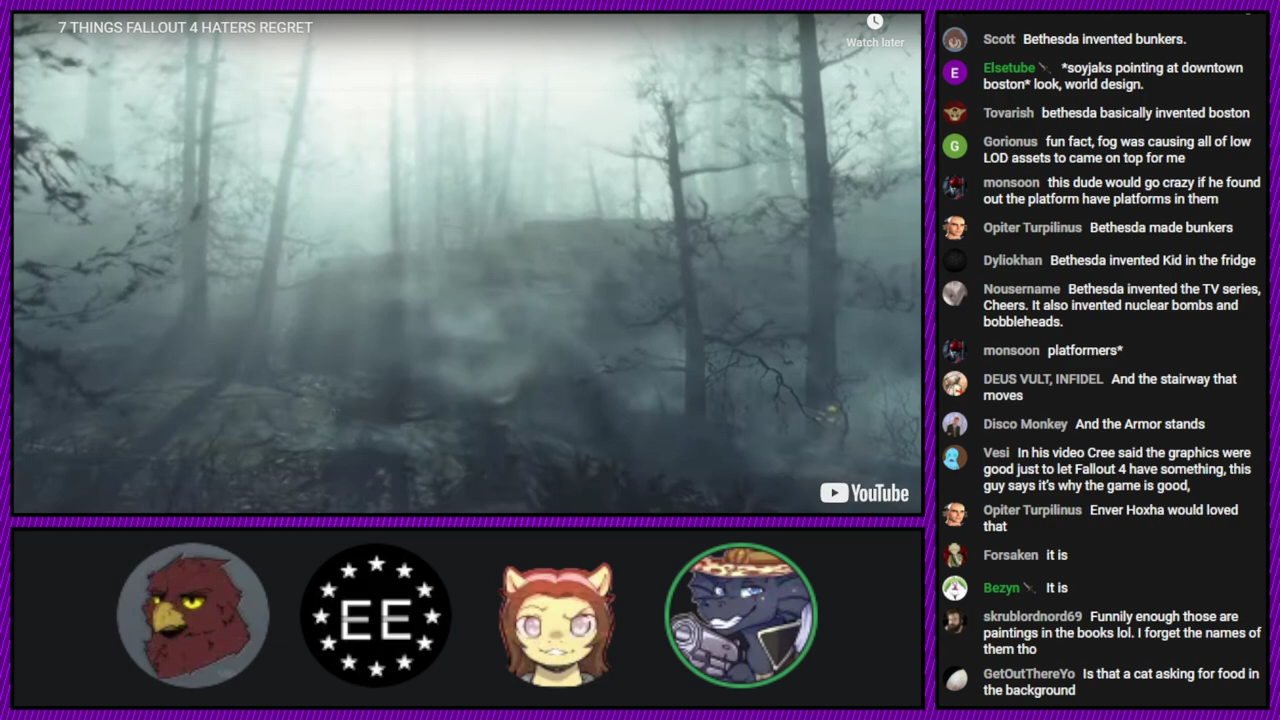 7 THINGS FALLOUT 4 HATERS REGRET
Watch later
YouTube
EE
Scott Bethesda invented bunkers.
E
Elsetube *soyjaks pointing at downtown
boston* look, world design.
Tovarish bethesda basically invented boston
G
Gorionus fun fact, fog was causing all of low
LOD assets to came on top for me
monsoon this dude would go crazy if he found
out the platform have platforms in them
Opiter Turpilinus Bethesda made bunkers
Dyliokhan Bethesda invented Kid in the fridge
Nousername Bethesda invented the TV series,
Cheers. It also invented nuclear bombs and
bobbleheads.
monsoon platformers*
DEUS VULT, INFIDEL And the stairway that
moves
Disco Monkey And the Armor stands
Vesi In his video Cree said the graphics were
good just to let Fallout 4 have something, this
guy says it's why the game is good,
Opiter Turpilinus Enver Hoxha would loved
that
Forsaken it is
Bezyn It is
skrublordnord69 Funnily enough those are
paintings in the books lol. I forget the names of
them tho
GetOutThereYo Is that a cat asking for food in
the background